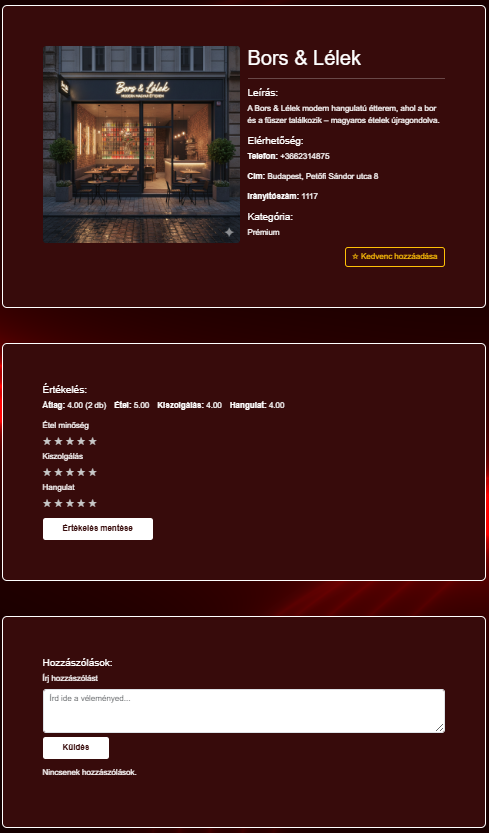 Bors & Lélek
MODERN MAGYAR ÉTTEREM
Bors & Lélek
Leírás:
A Bors & Lélek modern hangulatú étterem, ahol a bor
és a fűszer találkozik – magyaros ételek újragondolva.
Elérhetőség:
Telefon: +3662314875
Cím: Budapest, Petőfi Sándor utca 8
Irányítószám: 1117
Kategória:
Prémium
☆ Kedvenc hozzáadása
Értékelés:
Átlag: 4.00 (2 db) Étel: 5.00 Kiszolgálás: 4.00 Hangulat: 4.00
Étel minőség
★★★★★
Kiszolgálás
★★★★★
Hangulat
★★★★★
Értékelés mentése
Hozzászólások:
Írj hozzászólást
Írd ide a véleményed...
Küldés
Nincsenek hozzászólások.